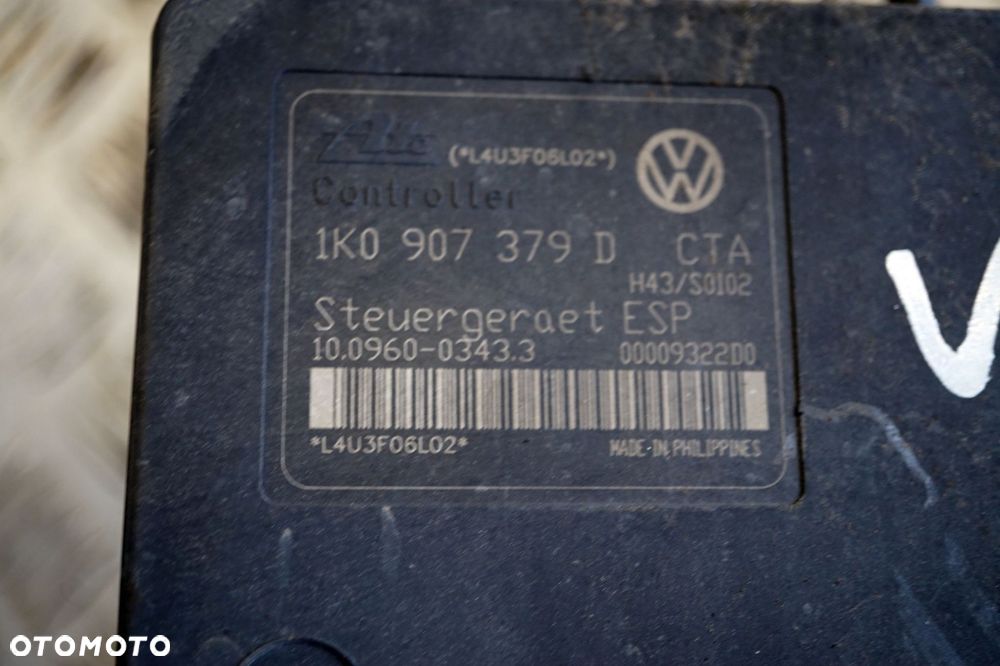 Ate (*L4U3F06L02*)
Controller
1K0 907 379 D CTA
H43/S0102
Steuergeraet ESP
10.0960-0343.3 00009322D0
*L4U3F06L02* MADE IN PHILIPPINES
V
OTOMOTO